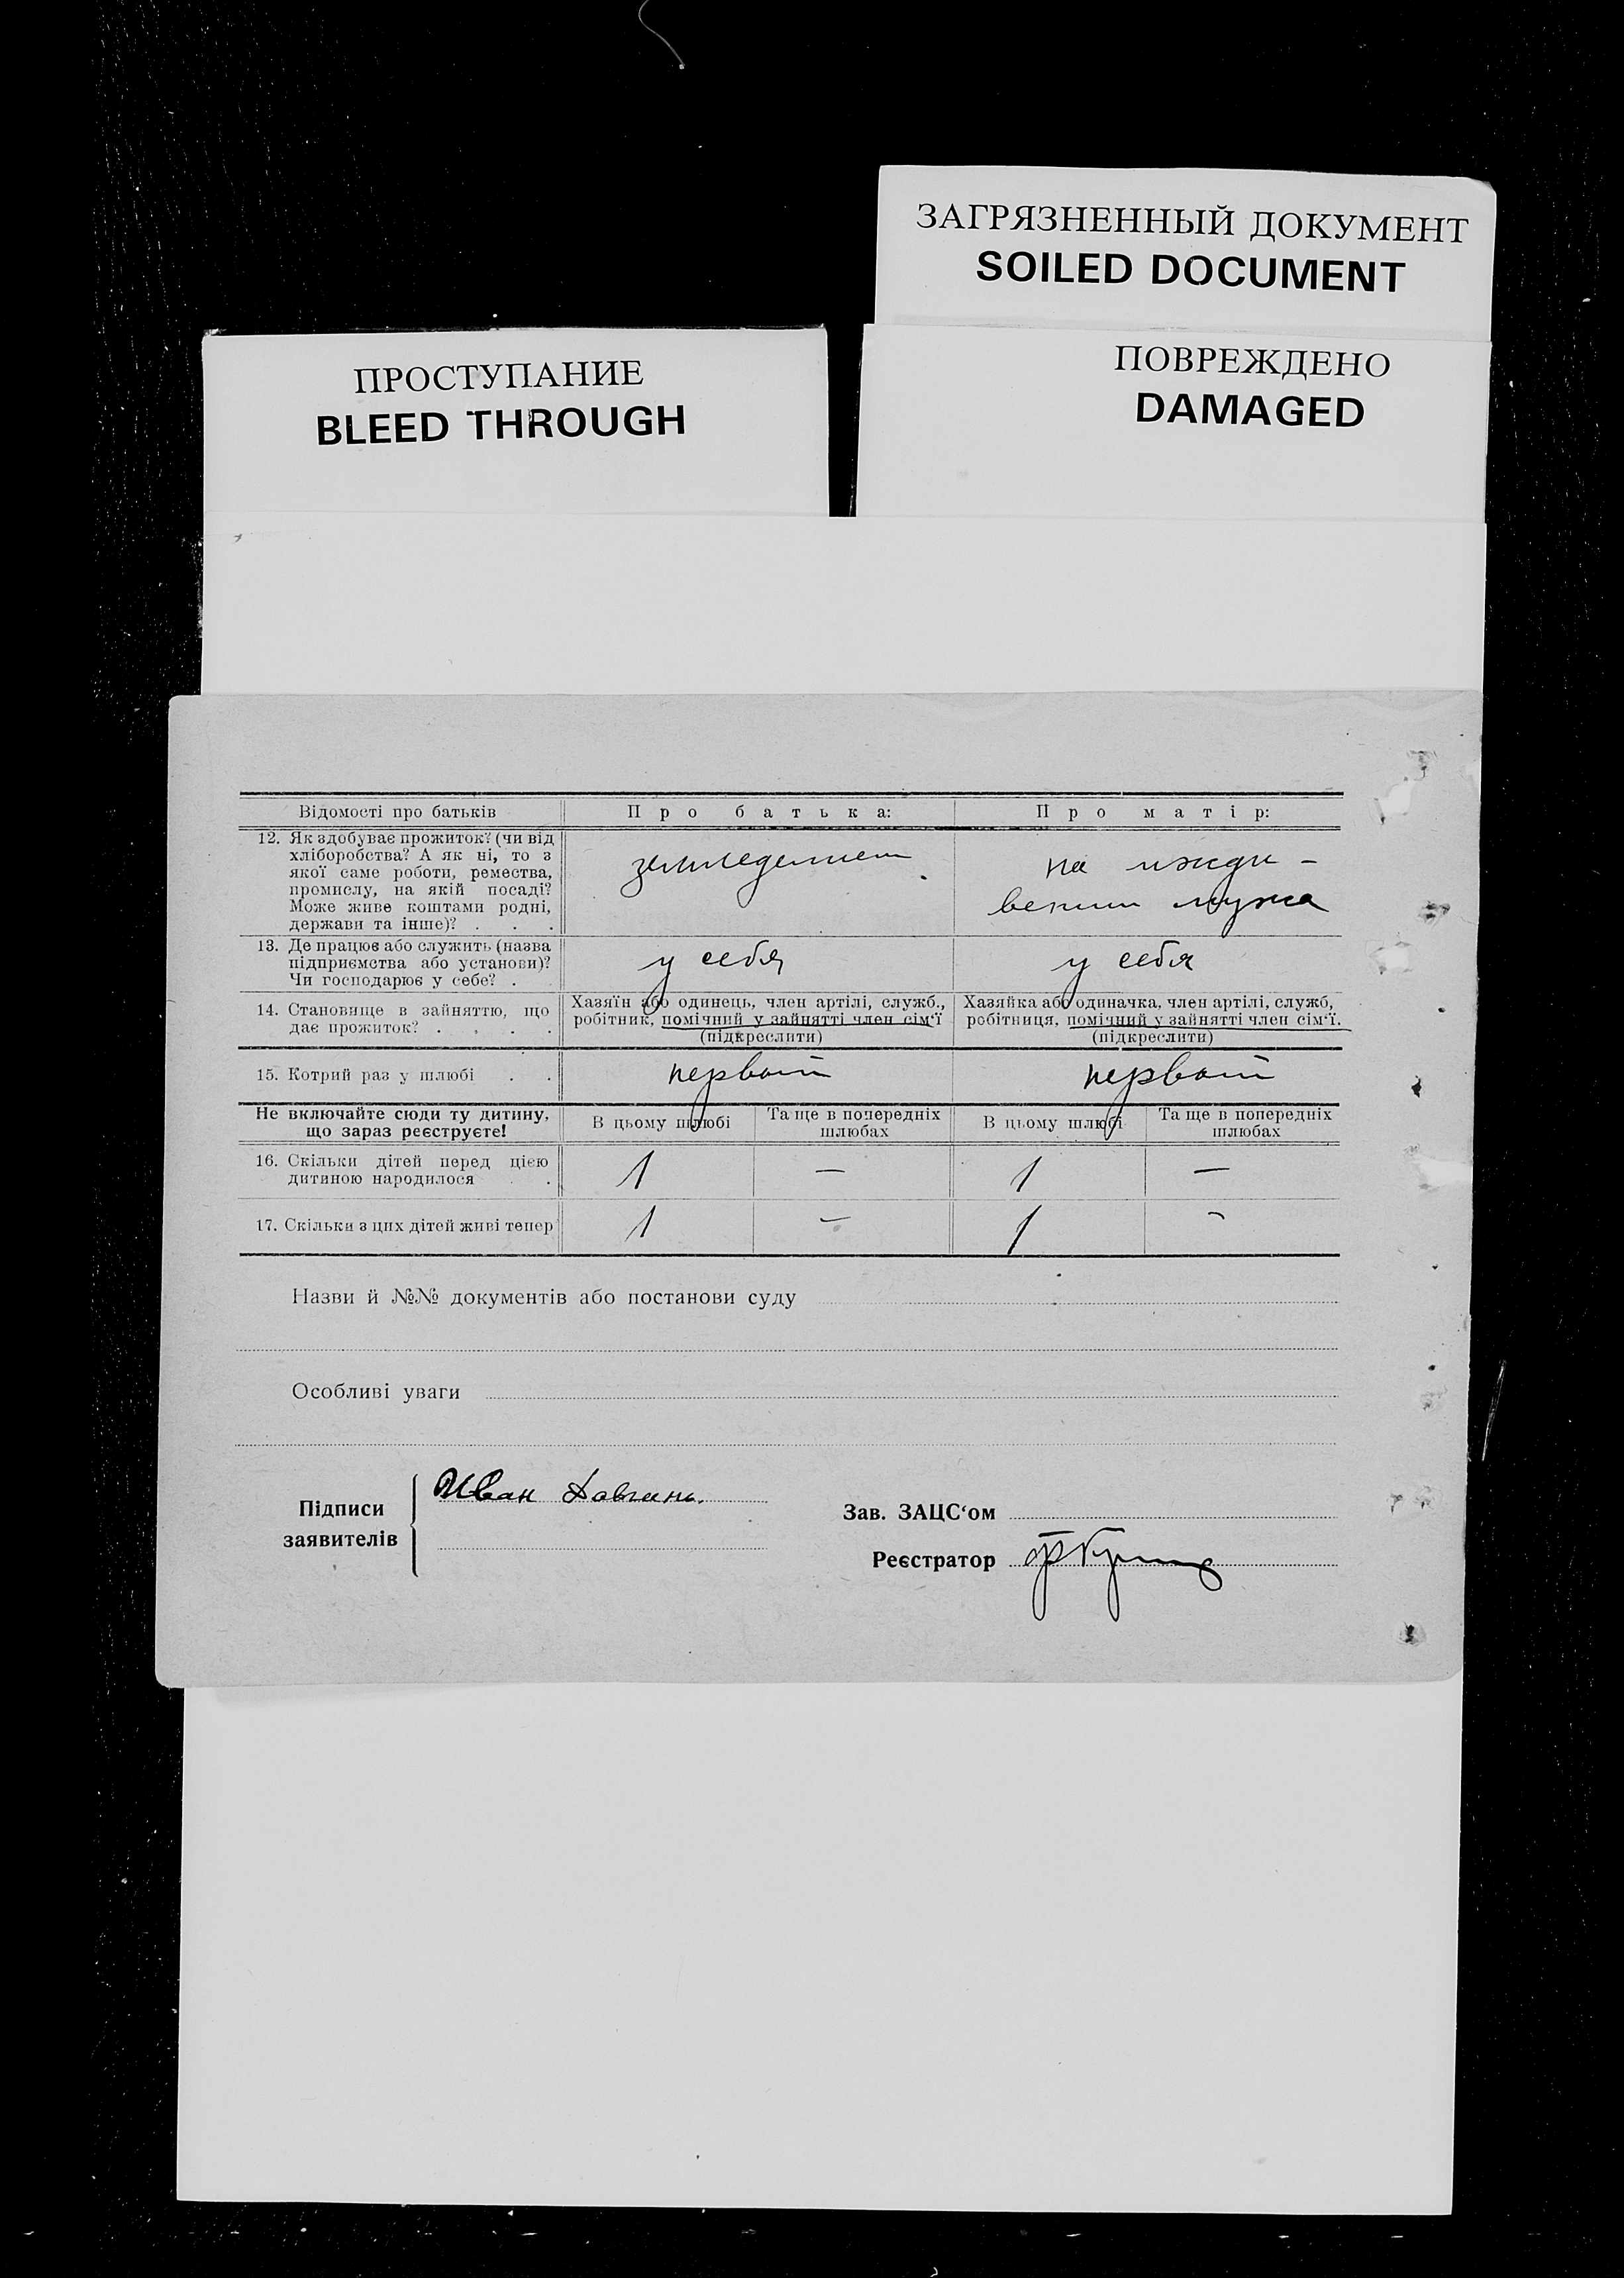 ЗАГРЯЗНЕННЫЙ ДОКУМЕНТ
SOILED DOCUMENT
ПРОСТУПАНИЕ
BLEED THROUGH
ПОВРЕЖДЕНО
DAMAGED
Відомості про батьків
Про батька:
Про матір:
12. Як здобуває прожиток? (чи від
хліборобства? А як ні, то з
якої саме роботи, ремества,
промислу, на якій посаді?
Може живе коштами родні,
держави та інше)? . . .
земледелием
на ижди-
вении мужа
13. Де працює або служить (назва
підприємства або установи)?
Чи господарює у себе? .
у себя
у себя
14. Становище в зайняттю, що
дає прожиток? . . . .
Хазяїн або одинець, член артілі, служб.,
робітник, помічний у зайнятті член сім‘ї
(підкреслити)
Хазяйка або одиначка, член артілі, служб,
робітниця, помічний у зайнятті член сім‘ї.
(підкреслити)
15. Котрий раз у шлюбі . .
первый
первый
Не включайте сюди ту дитину,
що зараз реєструєте!
В цьому шлюбі
Та ще в попередніх
шлюбах
В цьому шлюбі
Та ще в попередніх
шлюбах
16. Скільки дітей перед цією
дитиною народилося . .
1 — 1 —
17. Скільки з цих дітей живі тепер
1 — 1 —
Назви й №№ документів або постанови суду
Особливі уваги
Підписи
заявителів
Иван
Зав. ЗАЦС‘ом
Реєстратор